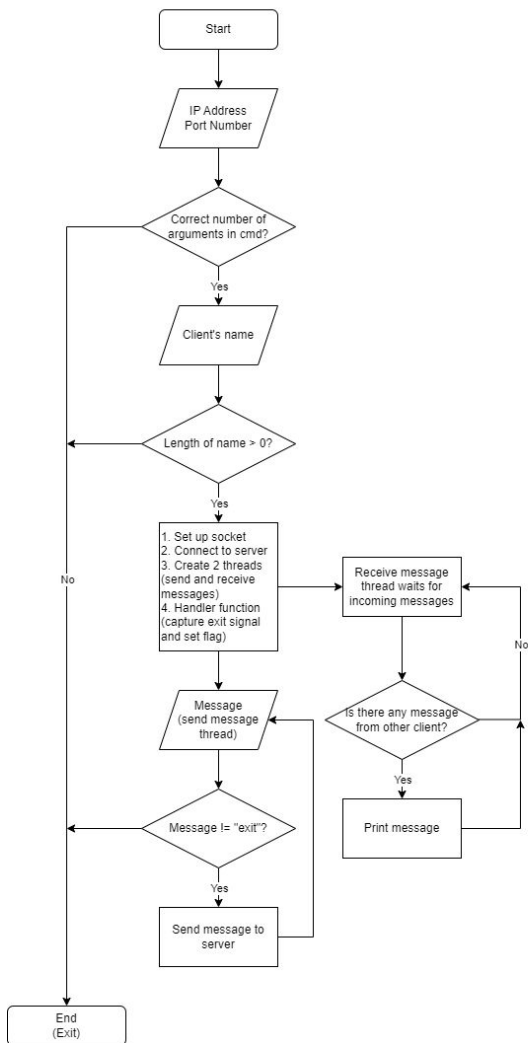 Start
IP Address
Port Number
Correct number of
arguments in cmd?
Yes
Client's name
Length of name > 0?
Yes
1. Set up socket
2. Connect to server
3. Create 2 threads
(send and receive
messages)
4. Handler function
(capture exit signal
and set flag)
Receive message
thread waits for
incoming messages
No
No
Message
(send message
thread)
Is there any message
from other client?
Yes
Message != "exit"?
Print message
Yes
Send message to
server
End
(Exit)